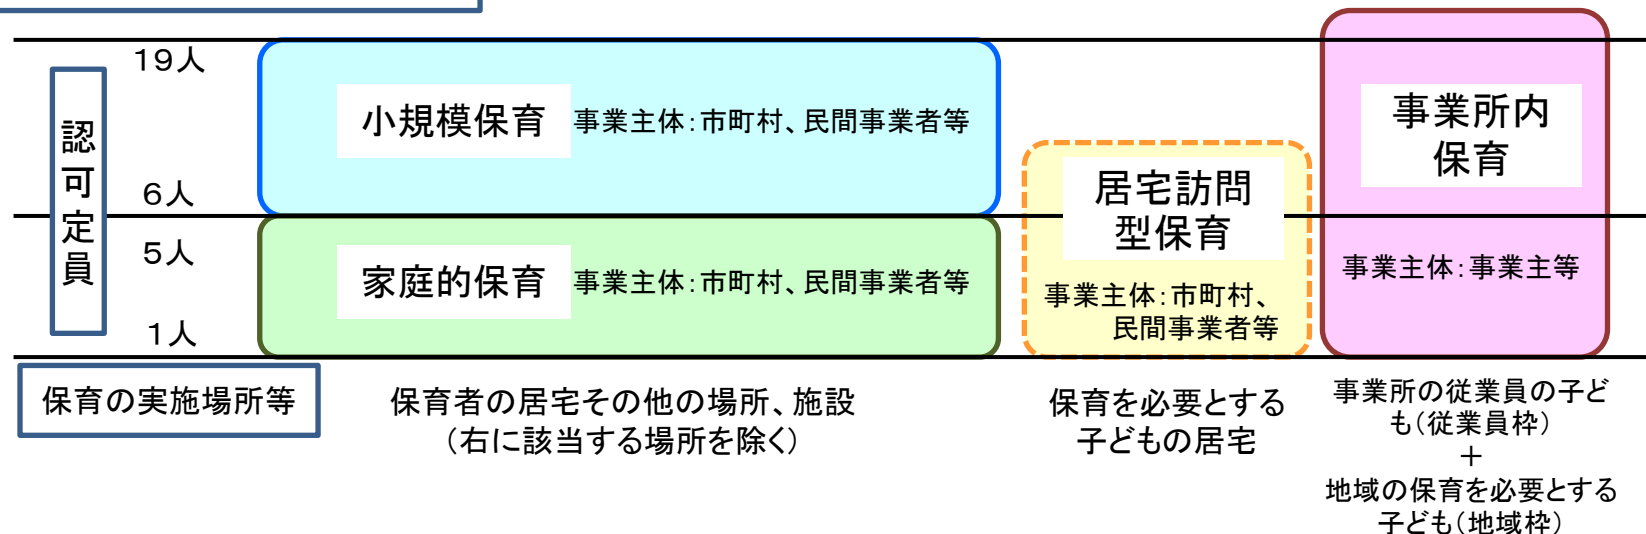 19人
認可定員
6人
5人
1人
小規模保育
事業主体:市町村、民間事業者等
家庭的保育
事業主体:市町村、民間事業者等
居宅訪問
型保育
事業主体:市町村、
民間事業者等
事業所内
保育
事業主体:事業主等
保育の実施場所等
保育者の居宅その他の場所、施設
(右に該当する場所を除く)
保育を必要とする
子どもの居宅
事業所の従業員の子ど
も(従業員枠)
+
地域の保育を必要とする
子ども(地域枠)